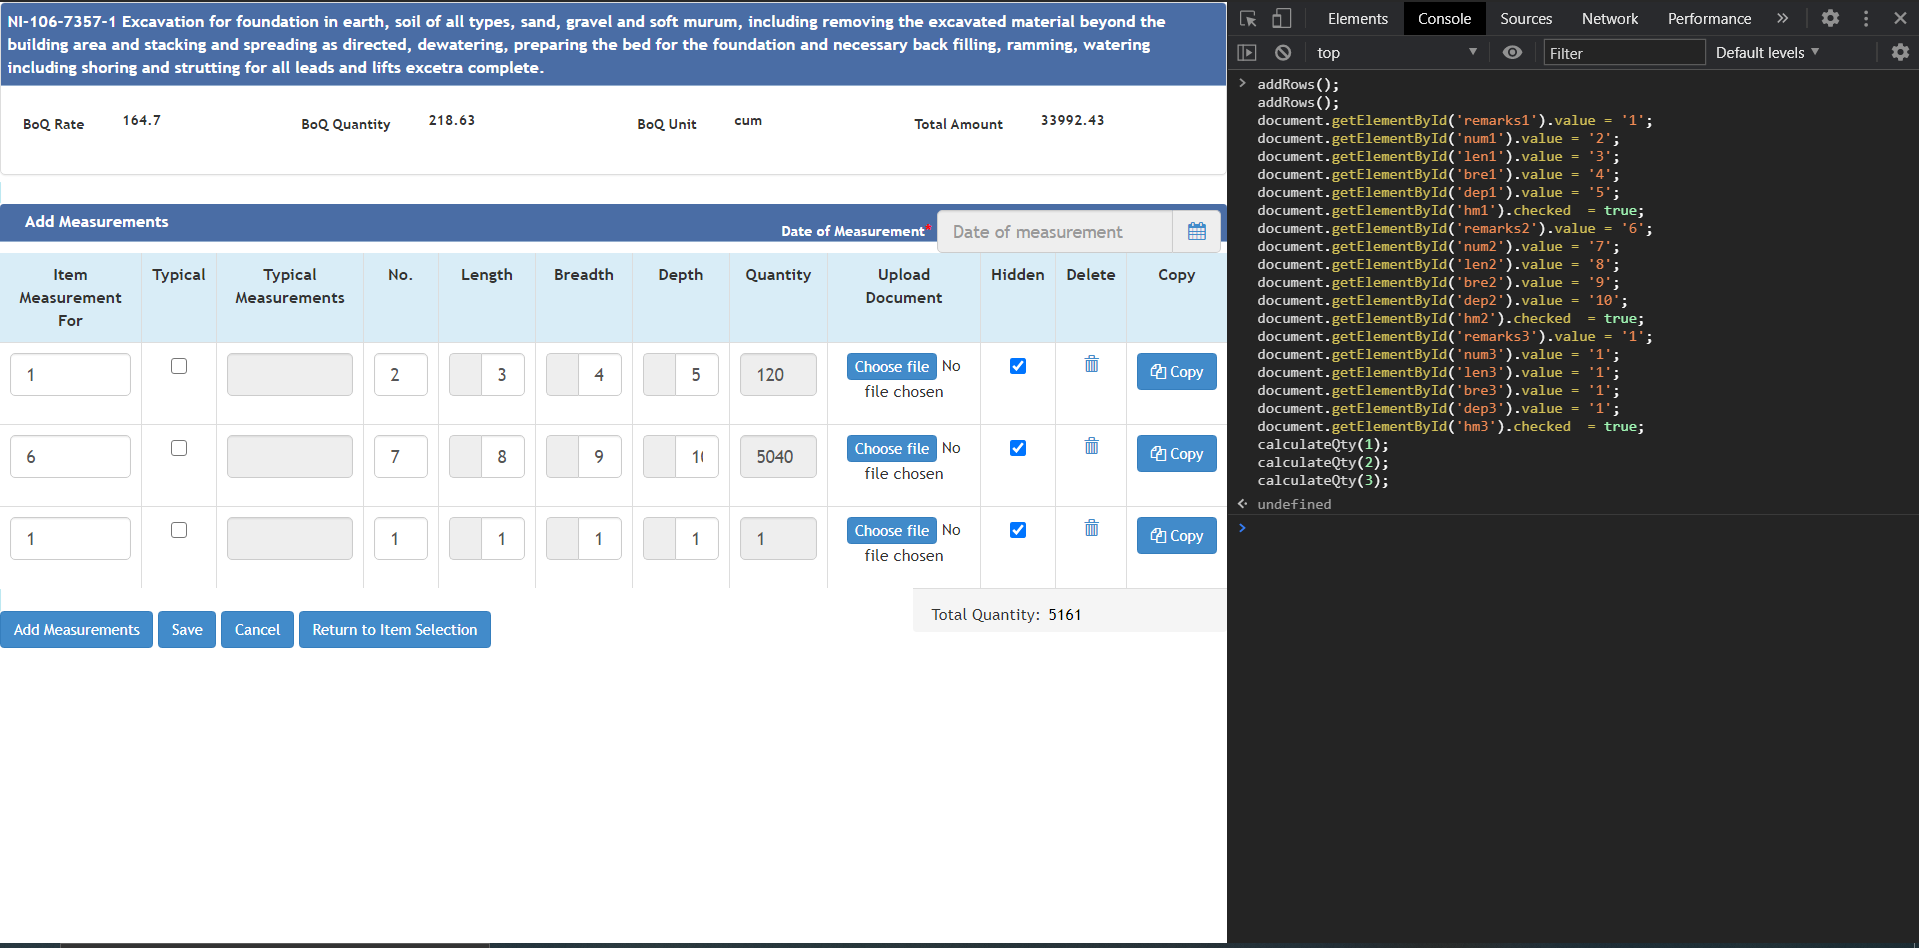 NI-106-7357-1 Excavation for foundation in earth, soil of all types, sand, gravel and soft murum, including removing the excavated material beyond the
building area and stacking and spreading as directed, dewatering, preparing the bed for the foundation and necessary back filling, ramming, watering
including shoring and strutting for all leads and lifts excetra complete.
BoQ Rate 164.7 BoQ Quantity 218.63 BoQ Unit cum Total Amount 33992.43
Add Measurements
Date of Measurement* Date of measurement
Item Measurement For Typical Typical Measurements No. Length Breadth Depth Quantity Upload Document Hidden Delete Copy
1 2 3 4 5 120 Choose file No file chosen Copy
6 7 8 9 10 5040 Choose file No file chosen Copy
1 1 1 1 1 1 Choose file No file chosen Copy
Total Quantity: 5161
Add Measurements Save Cancel Return to Item Selection
Elements Console Sources Network Performance »
top Filter Default levels
> addRows();
addRows();
document.getElementById('remarks1').value = '1';
document.getElementById('num1').value = '2';
document.getElementById('len1').value = '3';
document.getElementById('bre1').value = '4';
document.getElementById('dep1').value = '5';
document.getElementById('hm1').checked  = true;
document.getElementById('remarks2').value = '6';
document.getElementById('num2').value = '7';
document.getElementById('len2').value = '8';
document.getElementById('bre2').value = '9';
document.getElementById('dep2').value = '10';
document.getElementById('hm2').checked  = true;
document.getElementById('remarks3').value = '1';
document.getElementById('num3').value = '1';
document.getElementById('len3').value = '1';
document.getElementById('bre3').value = '1';
document.getElementById('dep3').value = '1';
document.getElementById('hm3').checked  = true;
calculateQty(1);
calculateQty(2);
calculateQty(3);
undefined
>